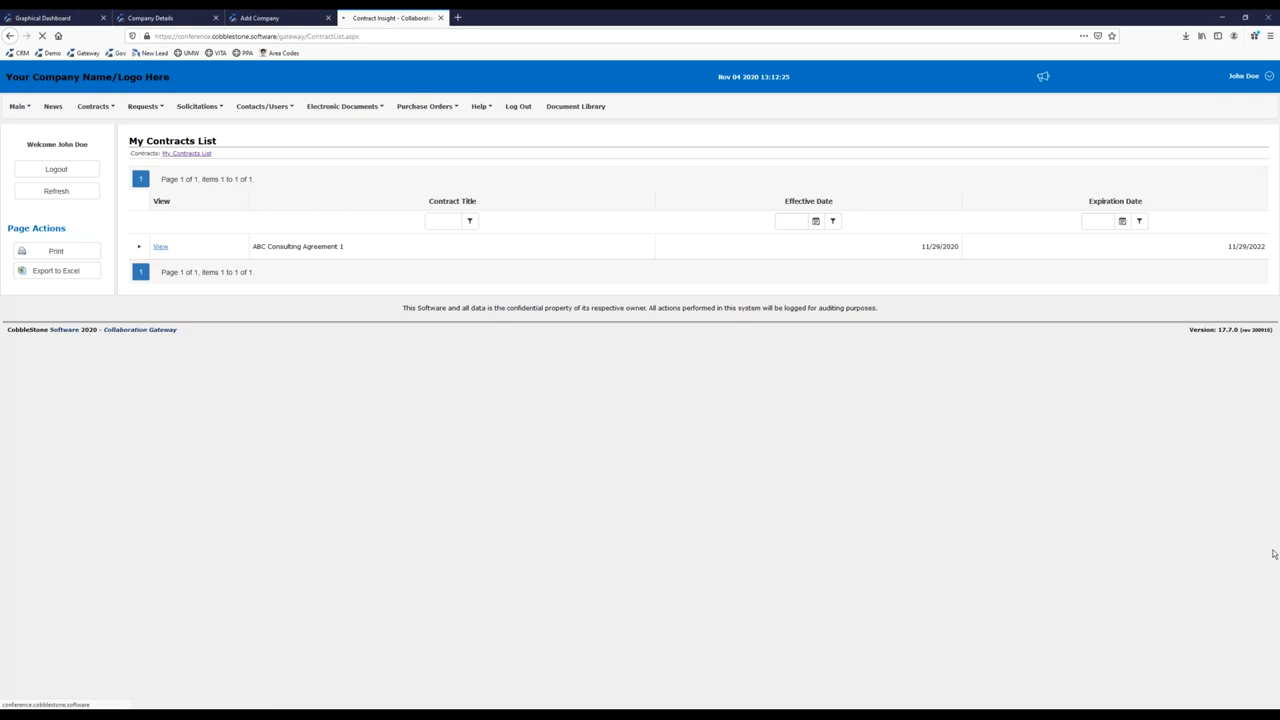 Graphical Dashboard
Company Details
Add Company
Contract Insight - Collaboratio
https://conference.cobblestone.software/gateway/ContractList.aspx
CRM Demo Gateway Gov New Lead UMW VITA PPA Area Codes
Your Company Name/Logo Here
Nov 04 2020 13:12:25
John Doe
Main News Contracts Requests Solicitations Contacts/Users Electronic Documents Purchase Orders Help Log Out Document Library
Welcome John Doe
Logout
Refresh
Page Actions
Print
Export to Excel
My Contracts List
Contracts: My Contracts List
1 Page 1 of 1, items 1 to 1 of 1.
View Contract Title Effective Date Expiration Date
View ABC Consulting Agreement 1 11/29/2020 11/29/2022
1 Page 1 of 1, items 1 to 1 of 1.
This Software and all data is the confidential property of its respective owner. All actions performed in this system will be logged for auditing purposes.
CobbleStone Software 2020 - Collaboration Gateway
Version: 17.7.0 (rev 200910)
conference.cobblestone.software